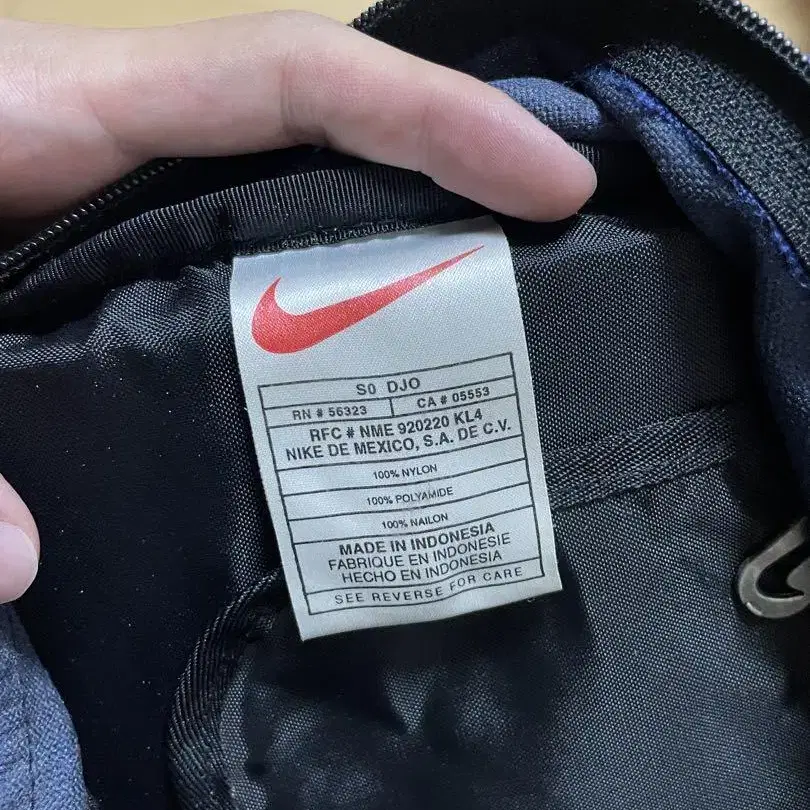 S0 DJO
RN # 56323 CA # 05553
RFC # NME 920220 KL4
NIKE DE MEXICO, S.A. DE C.V.
100% NYLON
100% POLYAMIDE
100% NAILON
MADE IN INDONESIA
FABRIQUE EN INDONESIE
HECHO EN INDONESIA
SEE REVERSE FOR CARE